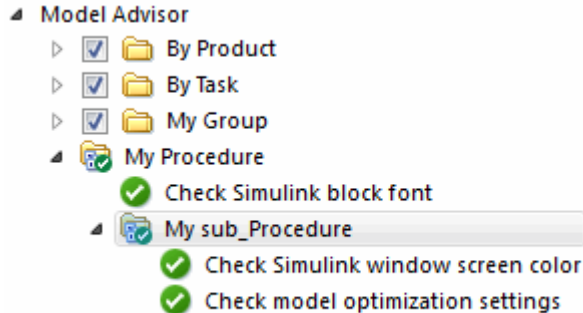 Model Advisor
By Product
By Task
My Group
My Procedure
Check Simulink block font
My sub_Procedure
Check Simulink window screen color
Check model optimization settings